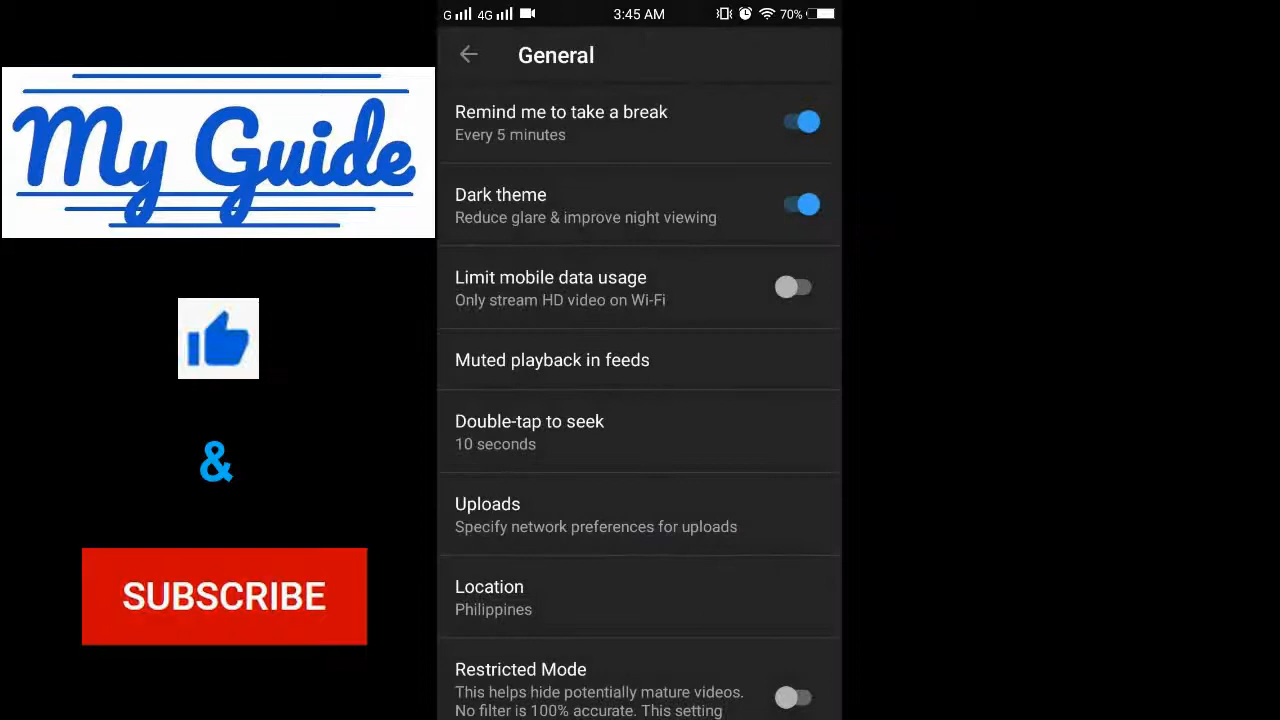 My Guide
&
SUBSCRIBE
G 4G 3:45 AM 70%
General
Remind me to take a break
Every 5 minutes
Dark theme
Reduce glare & improve night viewing
Limit mobile data usage
Only stream HD video on Wi-Fi
Muted playback in feeds
Double-tap to seek
10 seconds
Uploads
Specify network preferences for uploads
Location
Philippines
Restricted Mode
This helps hide potentially mature videos.
No filter is 100% accurate. This setting